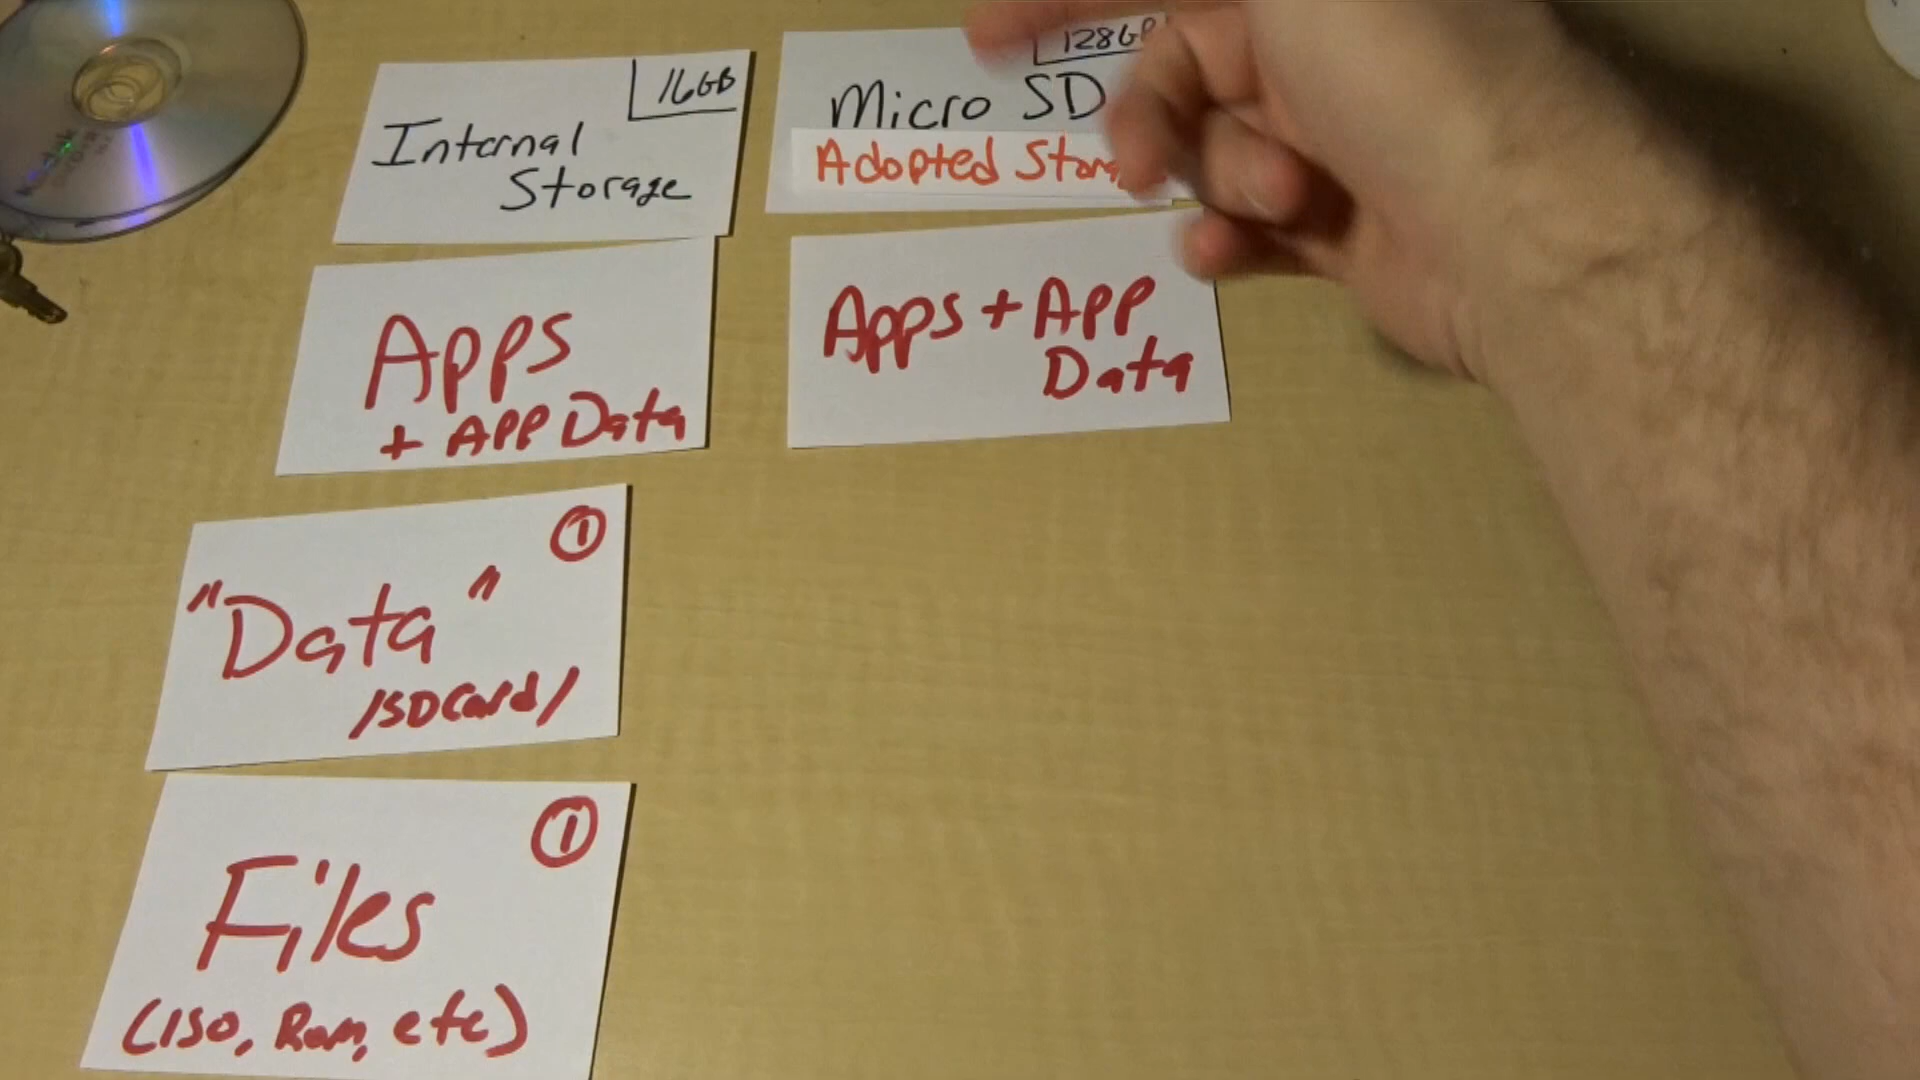 16GB
Internal
Storage
128GB
Micro SD
Adopted
Apps
+ APP Data
Apps + APP
Data
1
"Data"
/SDCard/
1
Files
(ISO, Rom, etc)